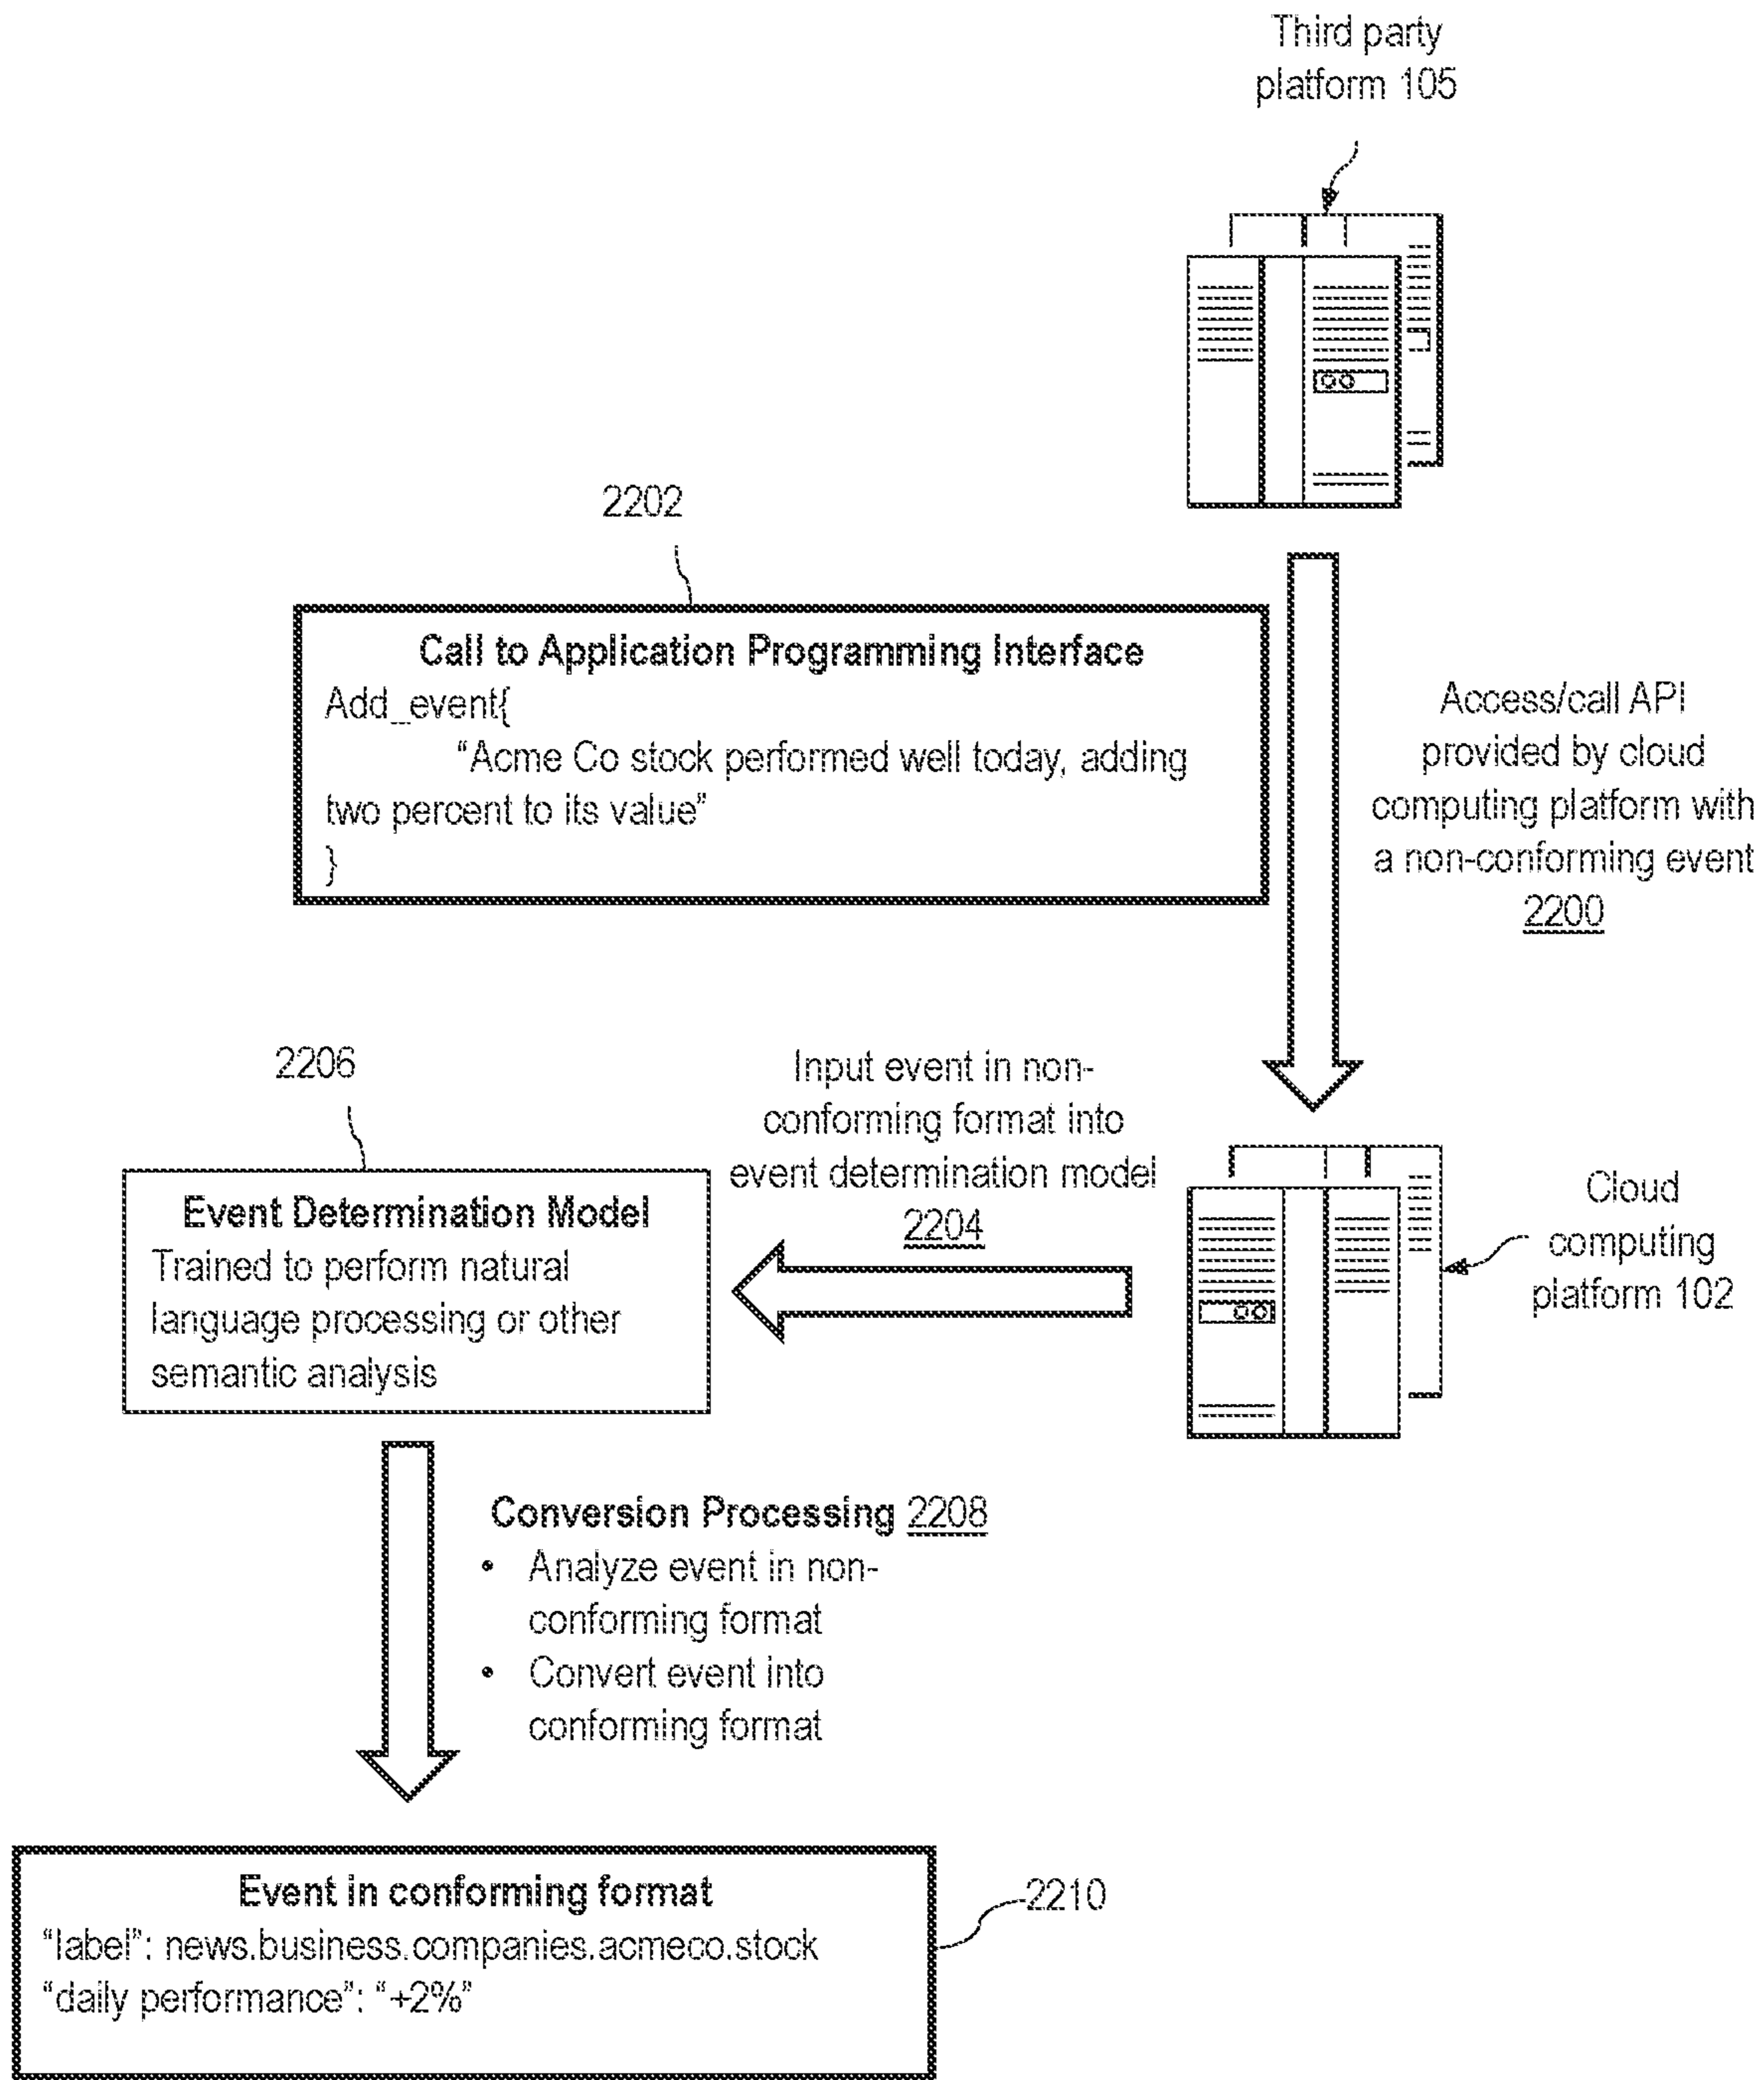 Third party
platform 105
2202
Call to Application Programming Interface
Add_event{
“Acme Co stock performed well today, adding
two percent to its value”
}
Access/call API
provided by cloud
computing platform with
a non-conforming event
2200
2206
Input event in non-
conforming format into
event determination model
2204
Event Determination Model
Trained to perform natural
language processing or other
semantic analysis
Cloud
computing
platform 102
Conversion Processing 2208
• Analyze event in non-
conforming format
• Convert event into
conforming format
Event in conforming format
“label”: news.business.companies.acmeco.stock
“daily performance”: “+2%”
2210